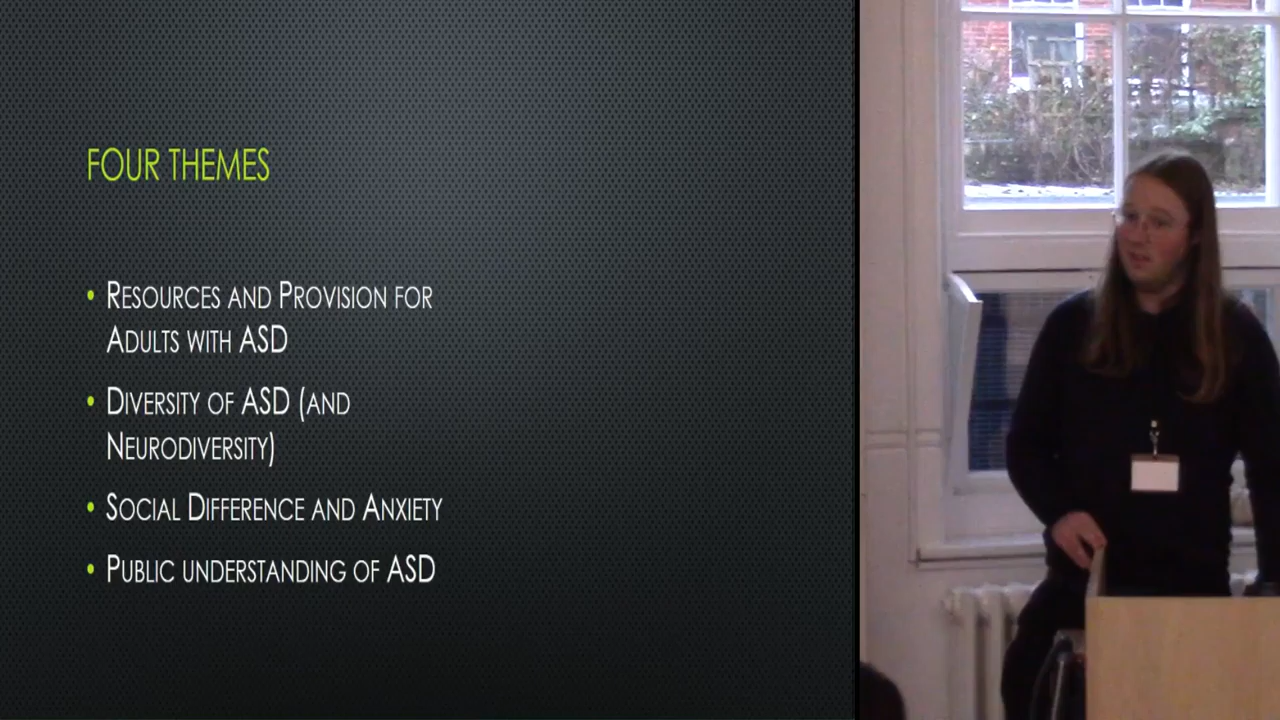 FOUR THEMES
• RESOURCES AND PROVISION FOR
ADULTS WITH ASD
• DIVERSITY OF ASD (AND
NEURODIVERSITY)
• SOCIAL DIFFERENCE AND ANXIETY
• PUBLIC UNDERSTANDING OF ASD